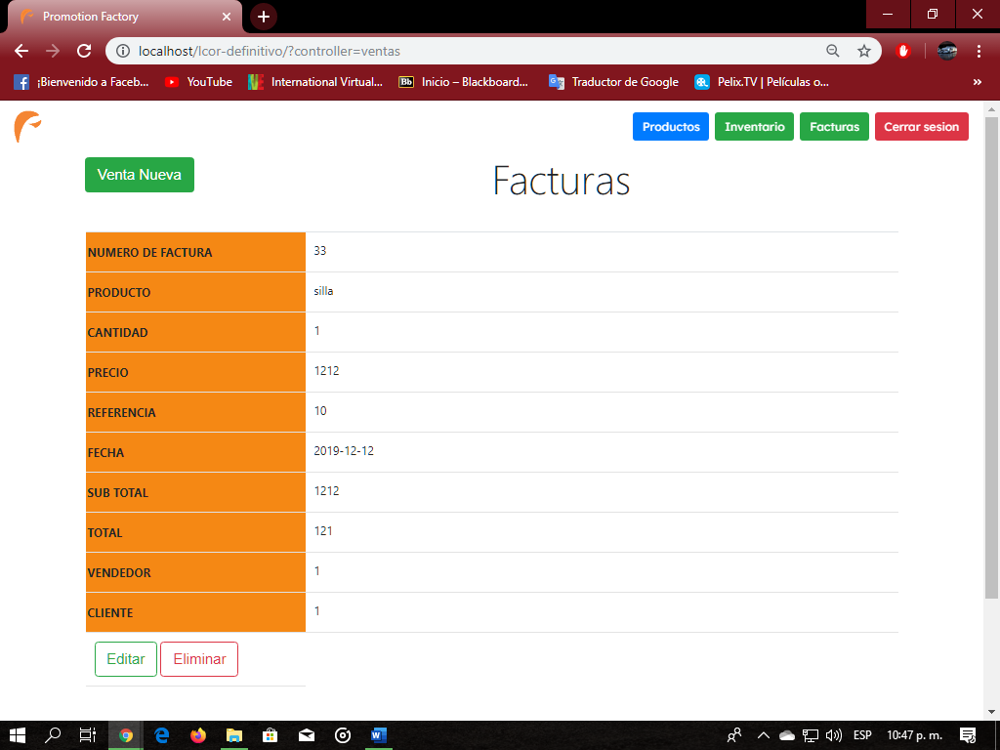 Promotion Factory
localhost/lcor-definitivo/?controller=ventas
¡Bienvenido a Faceb... YouTube International Virtual... Bb Inicio – Blackboard... Traductor de Google Pelix.TV | Películas o... »
Productos Inventario Facturas Cerrar sesion
Venta Nueva
Facturas
NUMERO DE FACTURA 33
PRODUCTO silla
CANTIDAD 1
PRECIO 1212
REFERENCIA 10
FECHA 2019-12-12
SUB TOTAL 1212
TOTAL 121
VENDEDOR 1
CLIENTE 1
Editar Eliminar
ESP 10:47 p. m.